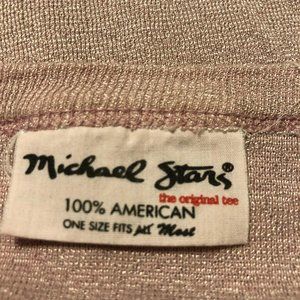 Michael Stars®
the original tee
100% AMERICAN
ONE SIZE FITS all Most